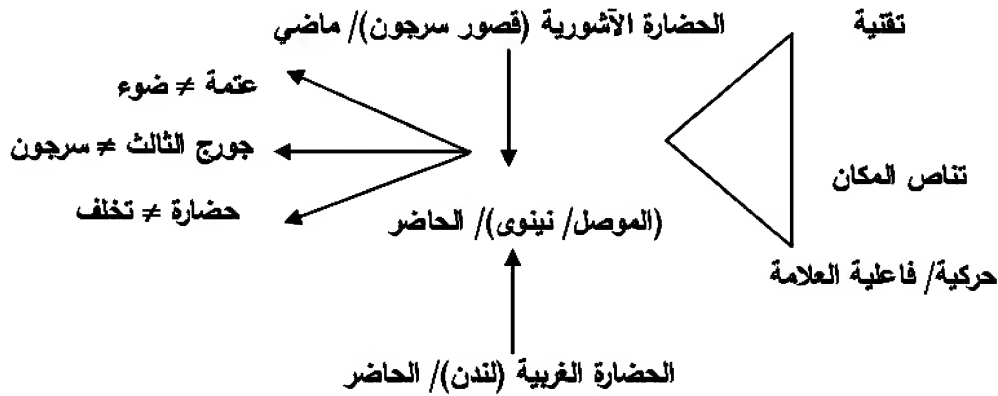 تقنية
الحضارة الآشورية (قصور سرجون)/ ماضي
عتمة ≠ ضوء
جورج الثالث ≠ سرجون
تناص المكان
حضارة ≠ تخلف
(الموصل/ نينوى)/ الحاضر
حركية/ فاعلية العلامة
الحضارة الغربية (لندن)/ الحاضر